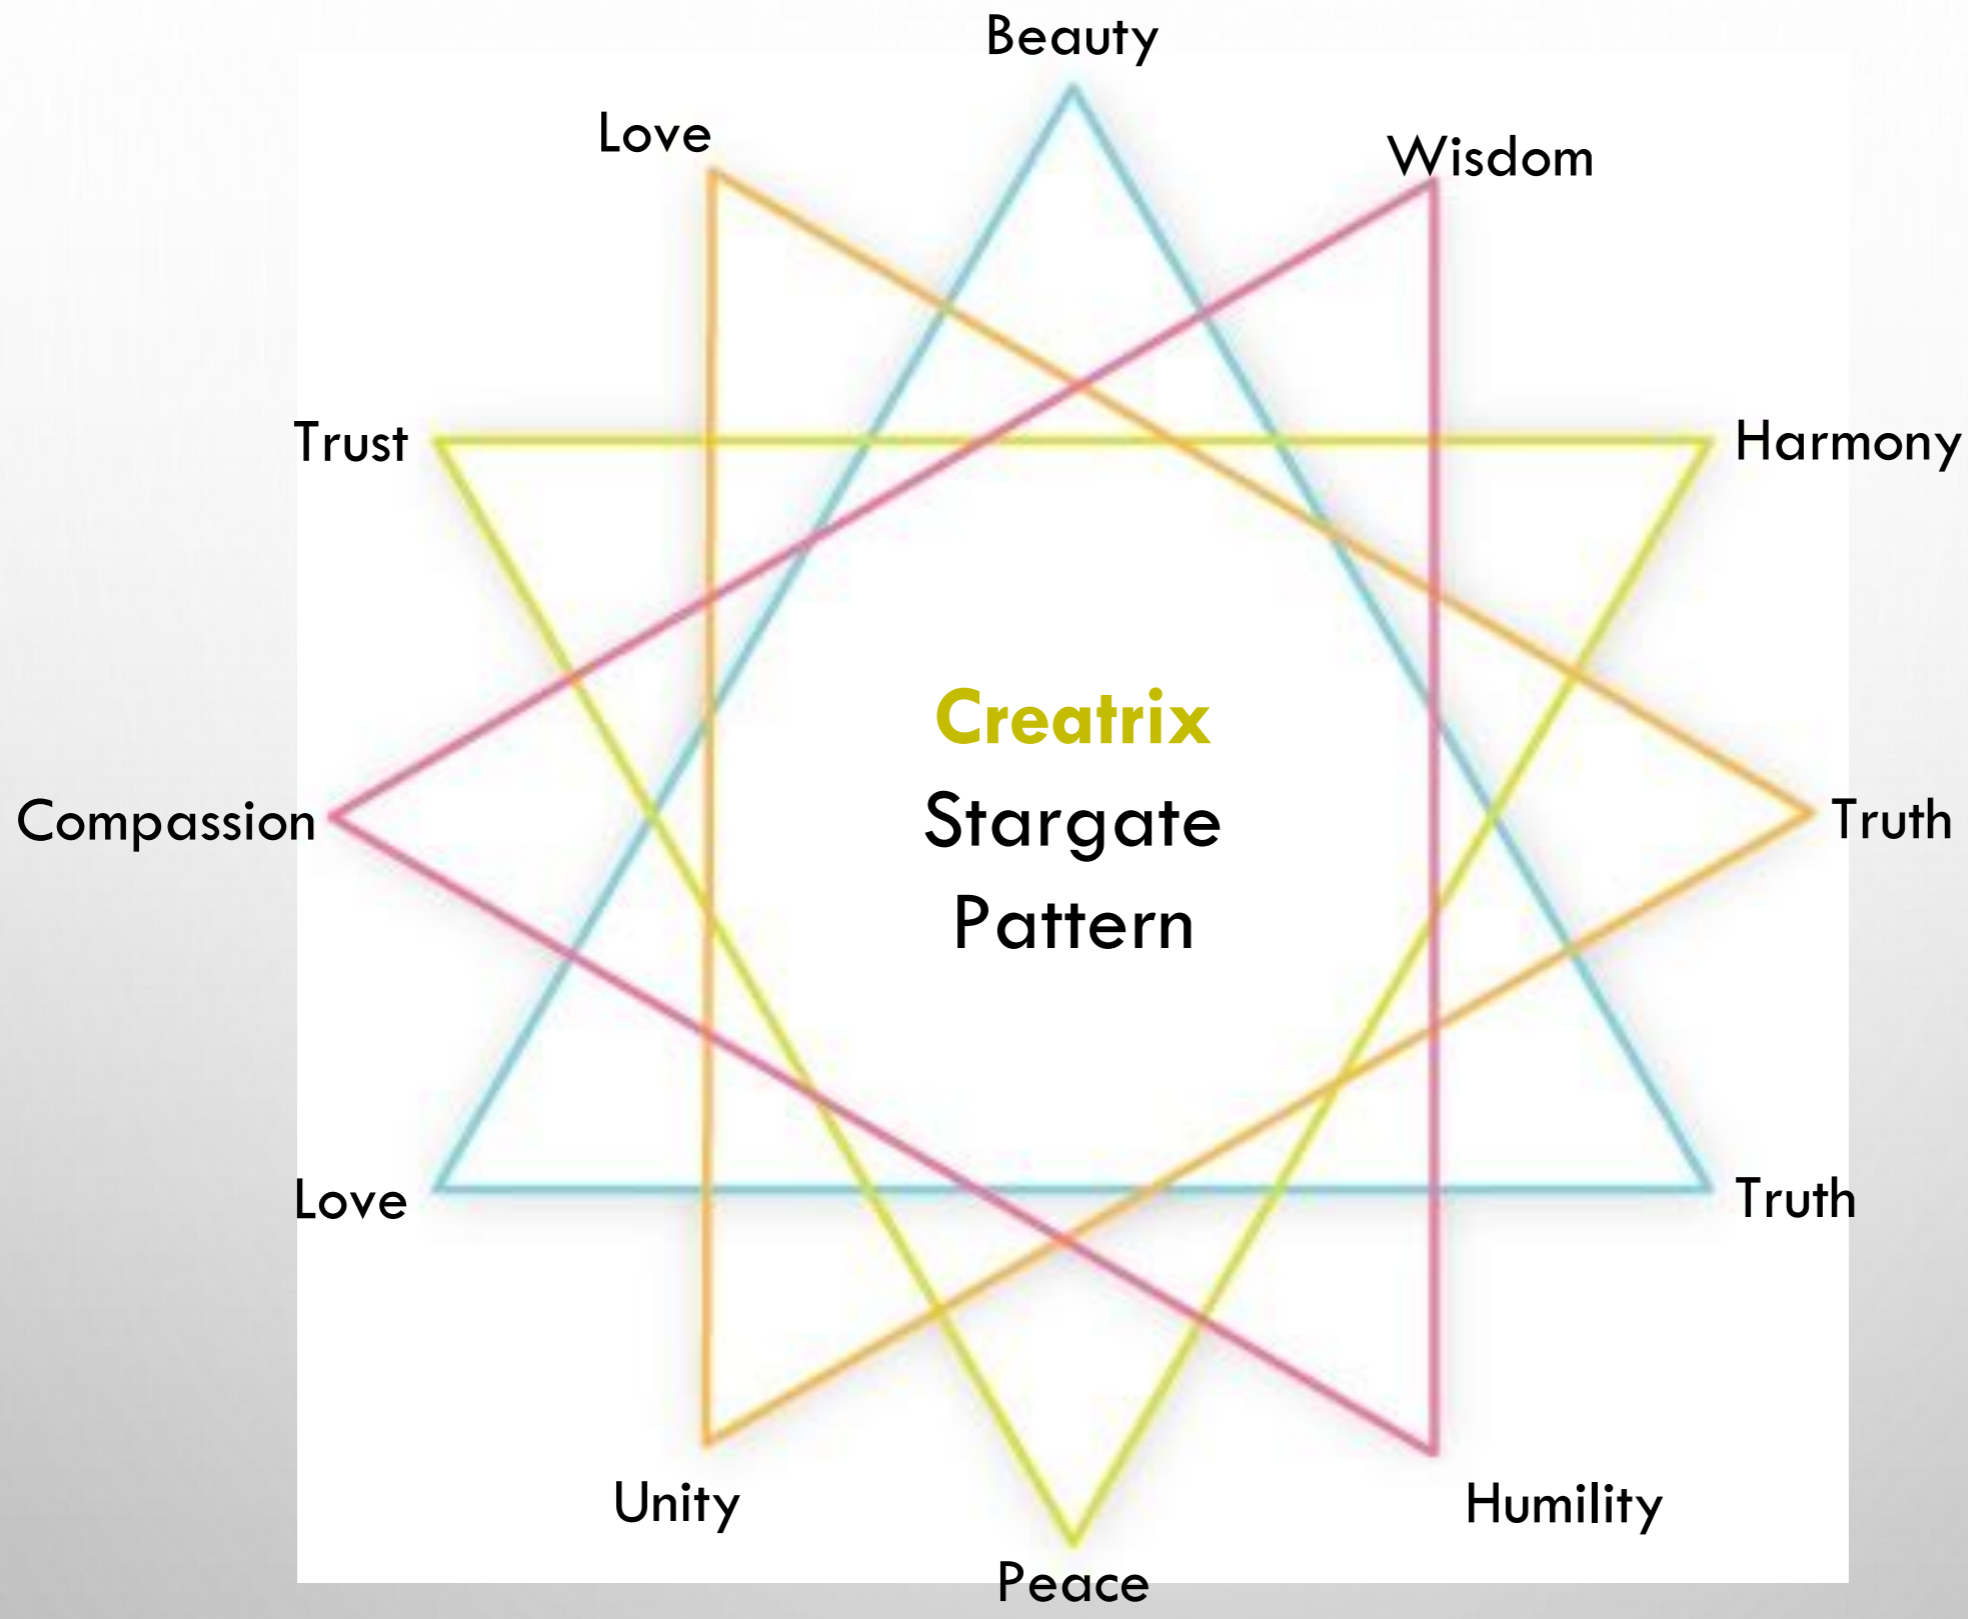 Beauty
Love
Wisdom
Trust
Harmony
Creatrix
Stargate
Pattern
Compassion
Truth
Love
Truth
Unity
Humility
Peace